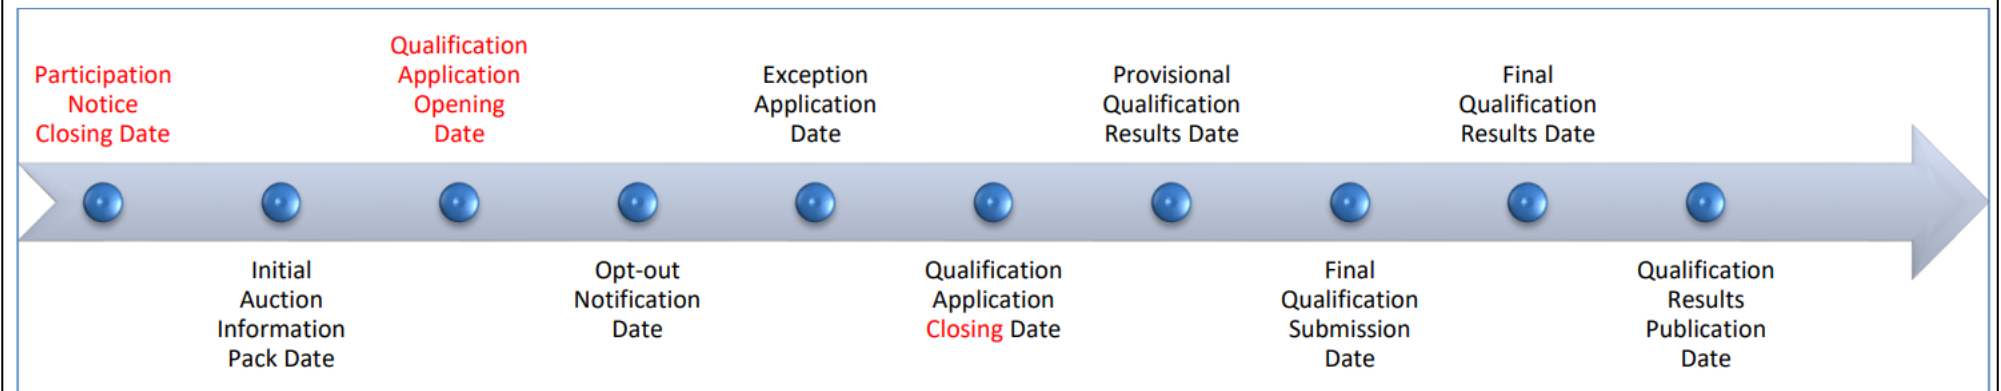 Participation
Notice
Closing Date
Initial
Auction
Information
Pack Date
Qualification
Application
Opening
Date
Opt-out
Notification
Date
Exception
Application
Date
Qualification
Application
Closing Date
Provisional
Qualification
Results Date
Final
Qualification
Submission
Date
Final
Qualification
Results Date
Qualification
Results
Publication
Date